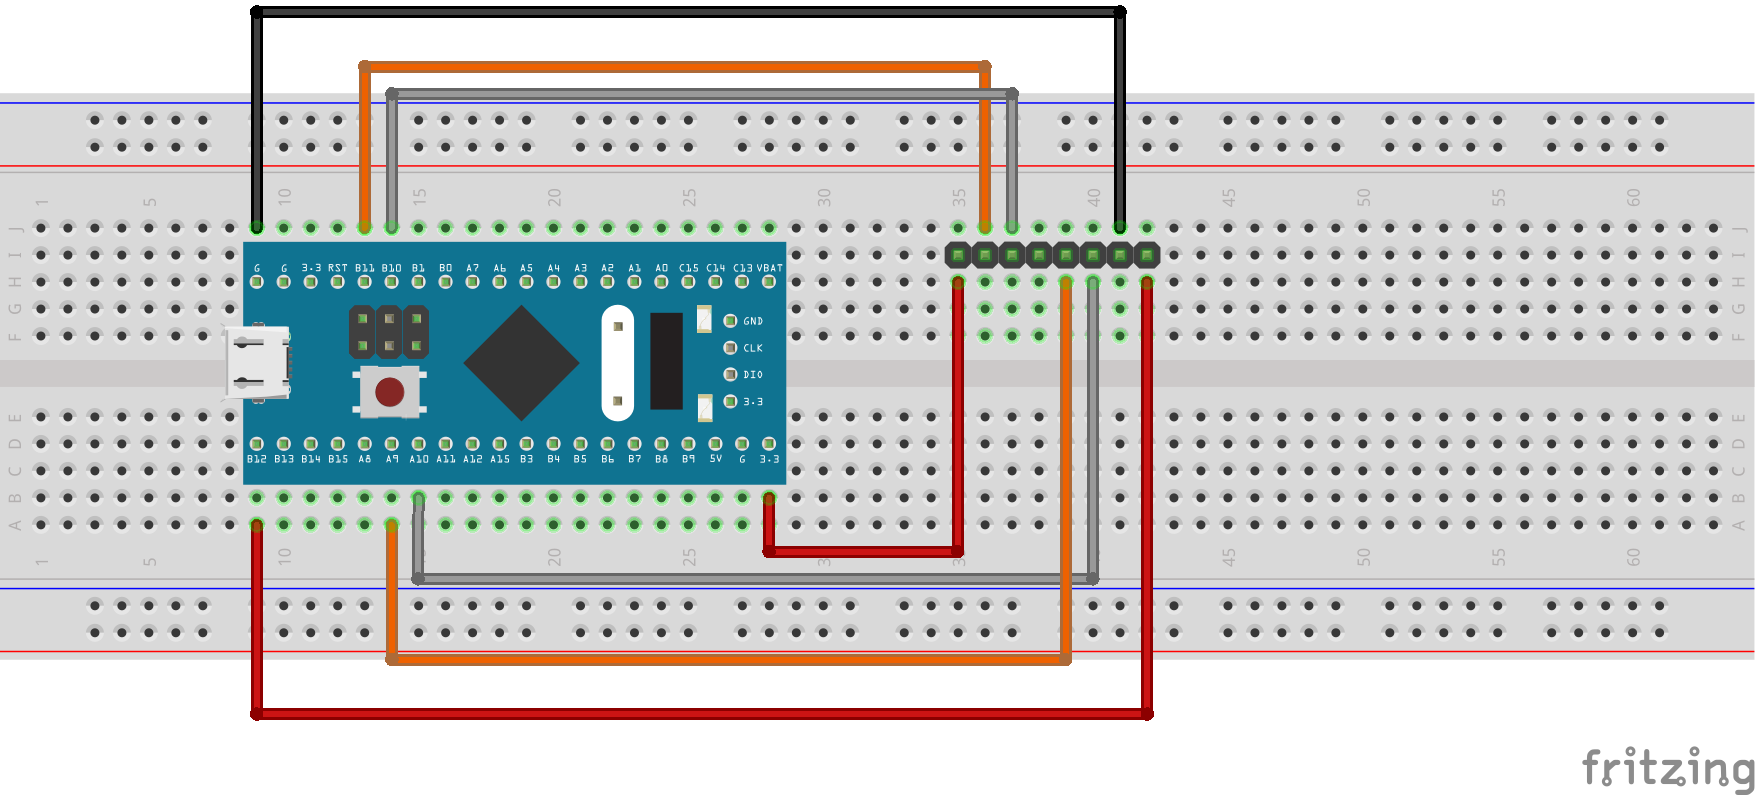 1 5 10 15 20 25 30 35 40 45 50 55 60
J J
I I
H H
G G
F F
G G 3.3 RST B11 B10 B1 B0 A7 A6 A5 A4 A3 A2 A1 A0 C15 C14 C13 VBAT
GND
CLK
DIO
3.3
E E
D D
C C
B B
A A
B12 B13 B14 B15 A8 A9 A10 A11 A12 A15 B3 B4 B5 B6 B7 B8 B9 5V G 3.3
1 5 10 20 25 45 50 55 60
fritzing